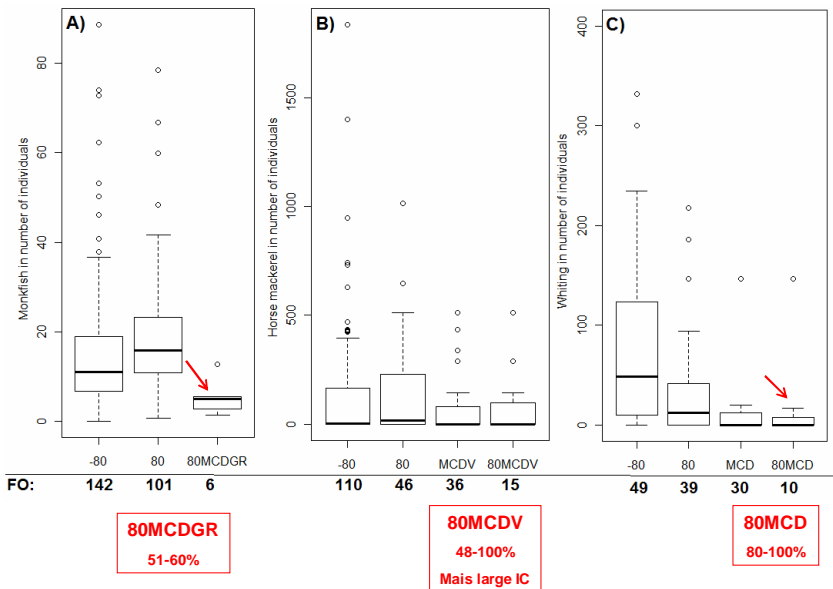 A)
Monkfish in number of individuals
80
60
40
20
0
-80 80 80MCDGR
B)
Horse mackerel in number of individuals
1500
1000
500
0
-80 80 MCDV 80MCDV
C)
Whiting in number of individuals
400
300
200
100
0
-80 80 MCD 80MCD
FO: 142 101 6 110 46 36 15 49 39 30 10
80MCDGR
51-60%
80MCDV
48-100%
Mais large IC
80MCD
80-100%